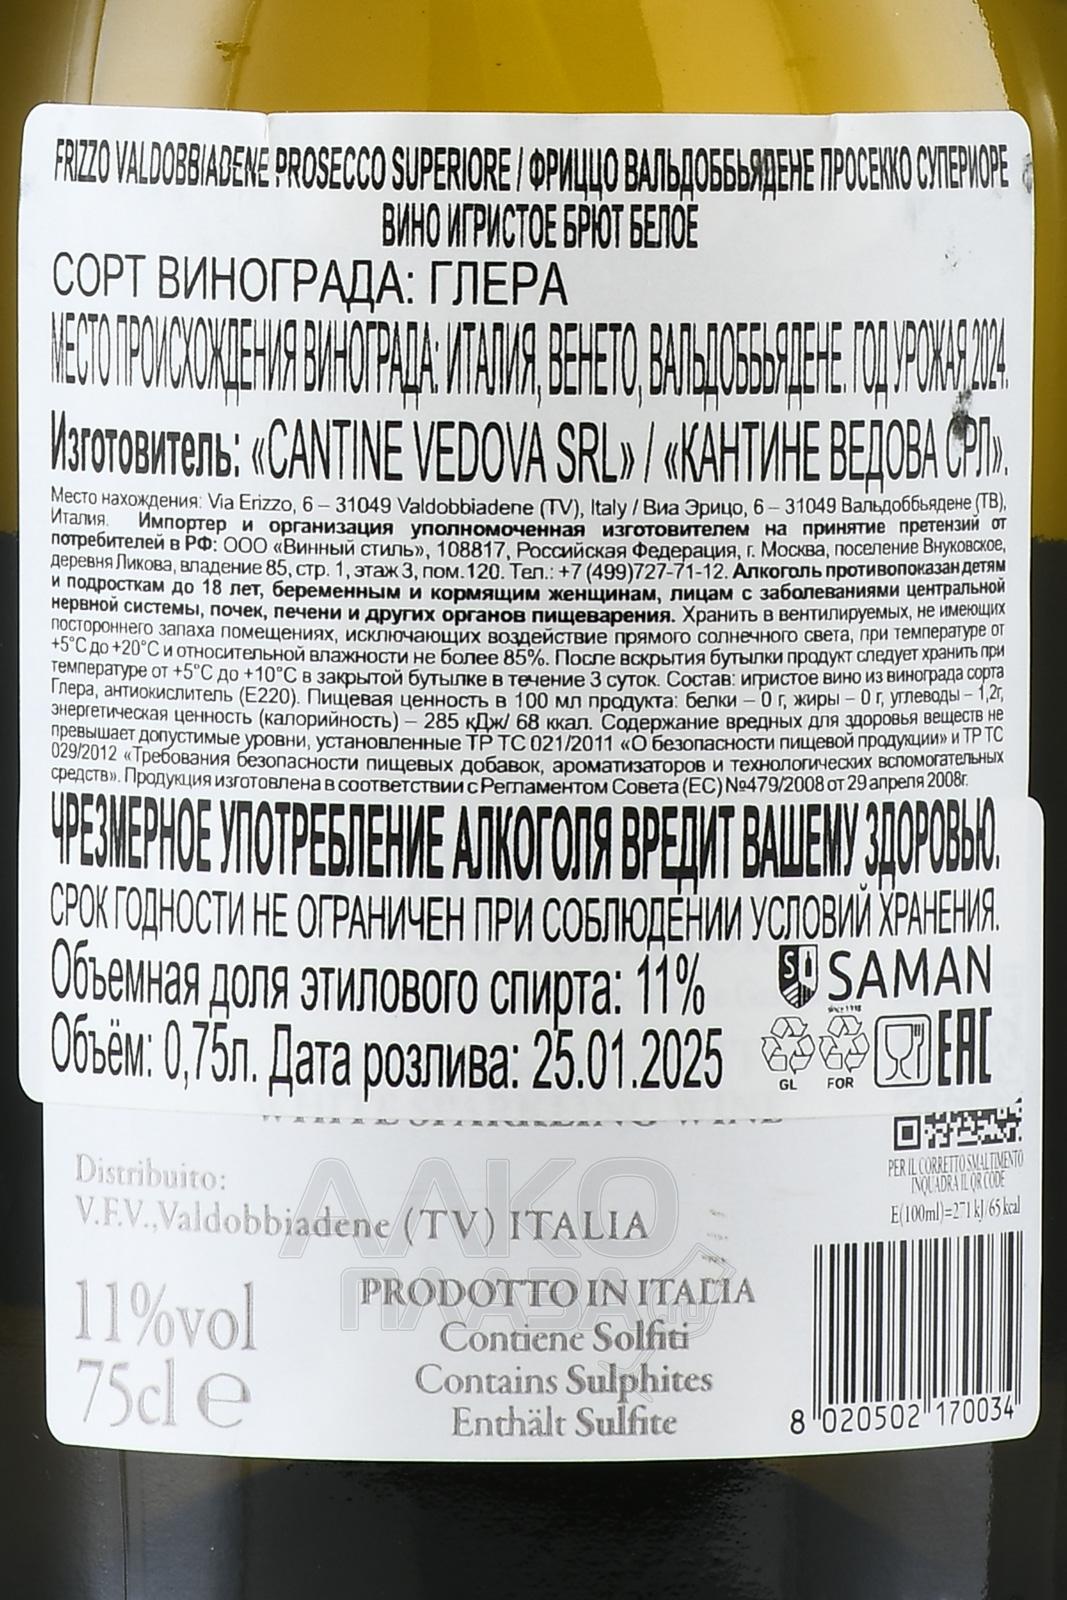 FRIZZO VALDOBBIADENE PROSECCO SUPERIORE / ФРИЦЦО ВАЛЬДОББЬЯДЕНЕ ПРОСЕККО СУПЕРИОРЕ
ВИНО ИГРИСТОЕ БРЮТ БЕЛОЕ
СОРТ ВИНОГРАДА: ГЛЕРА
МЕСТО ПРОИСХОЖДЕНИЯ ВИНОГРАДА: ИТАЛИЯ, ВЕНЕТО, ВАЛЬДОББЬЯДЕНЕ. ГОД УРОЖАЯ 2024.
Изготовитель: «CANTINE VEDOVA SRL» / «КАНТИНЕ ВЕДОВА СРЛ».
Место нахождения: Via Erizzo, 6 – 31049 Valdobbiadene (TV), Italy / Виа Эрицо, 6 – 31049 Вальдоббьядене (ТВ),
Италия. Импортер и организация уполномоченная изготовителем на принятие претензий от
потребителей в РФ: ООО «Винный стиль», 108817, Российская Федерация, г. Москва, поселение Внуковское,
деревня Ликова, владение 85, стр. 1, этаж 3, пом.120. Тел.: +7 (499)727-71-12. Алкоголь противопоказан детям
и подросткам до 18 лет, беременным и кормящим женщинам, лицам с заболеваниями центральной
нервной системы, почек, печени и других органов пищеварения. Хранить в вентилируемых, не имеющих
постороннего запаха помещениях, исключающих воздействие прямого солнечного света, при температуре от
+5°С до +20°С и относительной влажности не более 85%. После вскрытия бутылки продукт следует хранить при
температуре от +5°С до +10°С в закрытой бутылке в течение 3 суток. Состав: игристое вино из винограда сорта
Глера, антиокислитель (Е220). Пищевая ценность в 100 мл продукта: белки – 0 г, жиры – 0 г, углеводы – 1,2г,
энергетическая ценность (калорийность) – 285 кДж/ 68 ккал. Содержание вредных для здоровья веществ не
превышает допустимые уровни, установленные ТР ТС 021/2011 «О безопасности пищевой продукции» и ТР ТС
029/2012 «Требования безопасности пищевых добавок, ароматизаторов и технологических вспомогательных
средств». Продукция изготовлена в соответствии с Регламентом Совета (ЕС) №479/2008 от 29 апреля 2008г.
ЧРЕЗМЕРНОЕ УПОТРЕБЛЕНИЕ АЛКОГОЛЯ ВРЕДИТ ВАШЕМУ ЗДОРОВЬЮ.
СРОК ГОДНОСТИ НЕ ОГРАНИЧЕН ПРИ СОБЛЮДЕНИИ УСЛОВИЙ ХРАНЕНИЯ.
Объемная доля этилового спирта: 11%
S SAMAN
since 1998
Объём: 0,75л. Дата розлива: 25.01.2025
GL FOR EAC
WHITE SPARKLING WINE
Distribuito:
V.F.V.,Valdobbiadene (TV) ITALIA
PER IL CORRETTO SMALTIMENTO
INQUADRA IL QR CODE
E(100ml)=271 kJ/65 kcal
АЛКО
ПЛАЗА
PRODOTTO IN ITALIA
11%vol
Contiene Solfiti
75cl e
Contains Sulphites
Enthält Sulfite
8 020502 170034